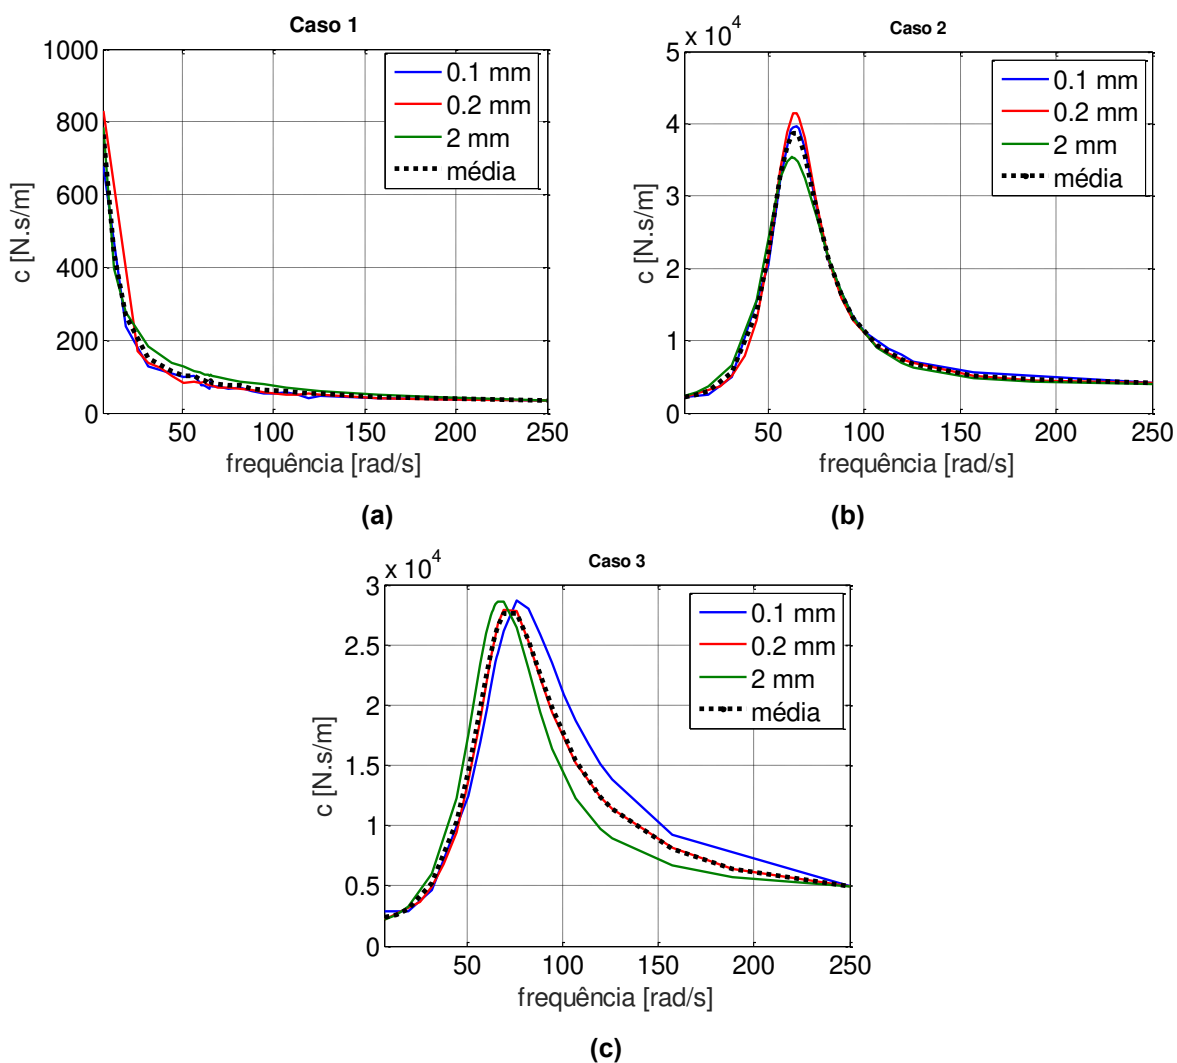 Caso 1
1000
800
600
400
200
0
c [N.s/m]
0.1 mm
0.2 mm
2 mm
média
50 100 150 200 250
frequência [rad/s]
(a)
Caso 2
x 10^4
5
4
3
2
1
0
c [N.s/m]
0.1 mm
0.2 mm
2 mm
média
50 100 150 200 250
frequência [rad/s]
(b)
Caso 3
x 10^4
3
2.5
2
1.5
1
0.5
0
c [N.s/m]
0.1 mm
0.2 mm
2 mm
média
50 100 150 200 250
frequência [rad/s]
(c)